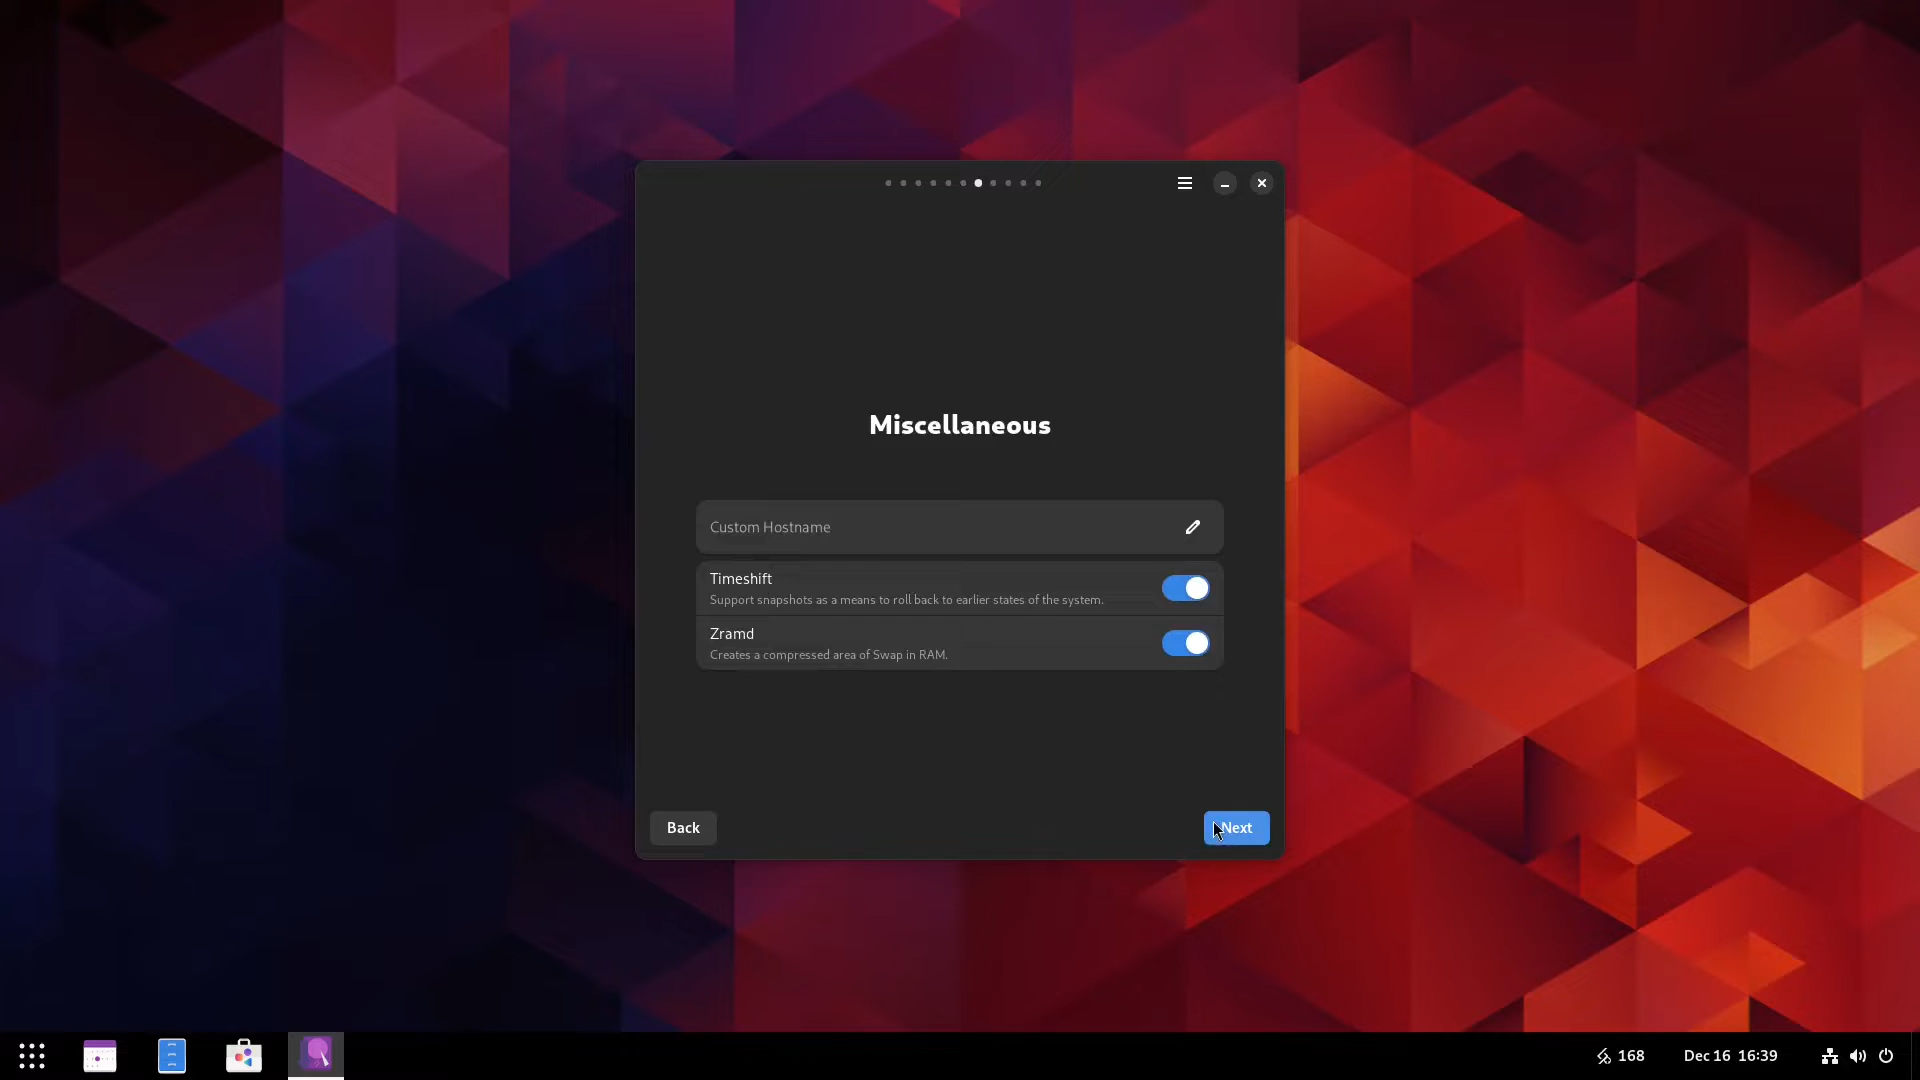 Miscellaneous
Custom Hostname
Timeshift
Support snapshots as a means to roll back to earlier states of the system.
Zramd
Creates a compressed area of Swap in RAM.
Back
Next
168
Dec 16 16:39